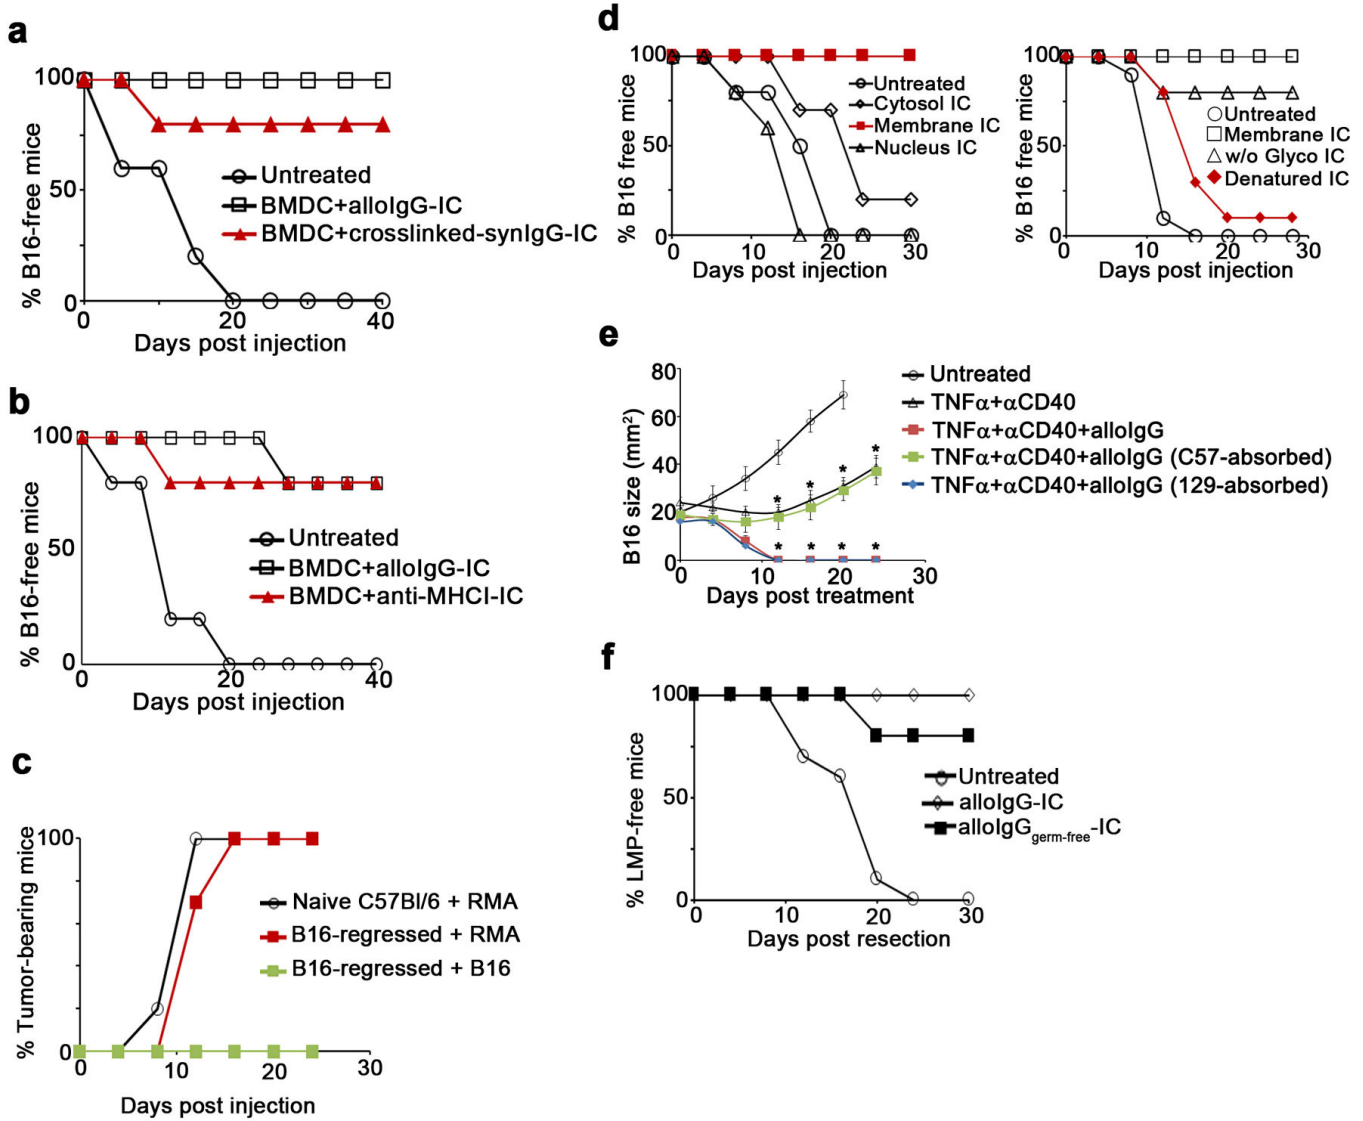 a
% B16-free mice
100
50
0
0
20
40
Days post injection
Untreated
BMDC+alloIgG-IC
BMDC+crosslinked-synIgG-IC
b
% B16-free mice
100
50
0
0
20
40
Days post injection
Untreated
BMDC+alloIgG-IC
BMDC+anti-MHCI-IC
c
% Tumor-bearing mice
100
0
0
10
20
30
Days post injection
Naive C57Bl/6 + RMA
B16-regressed + RMA
B16-regressed + B16
d
% B16 free mice
100
50
0
0
10
20
30
Days post injection
Untreated
Cytosol IC
Membrane IC
Nucleus IC
% B16 free mice
100
50
0
0
10
20
30
Days post injection
Untreated
Membrane IC
w/o Glyco IC
Denatured IC
e
B16 size (mm²)
80
60
40
20
0
0
10
20
30
Days post treatment
* * * *
* * * *
Untreated
TNFα+αCD40
TNFα+αCD40+alloIgG
TNFα+αCD40+alloIgG (C57-absorbed)
TNFα+αCD40+alloIgG (129-absorbed)
f
% LMP-free mice
100
50
0
0
10
20
30
Days post resection
Untreated
alloIgG-IC
alloIgGgerm-free-IC